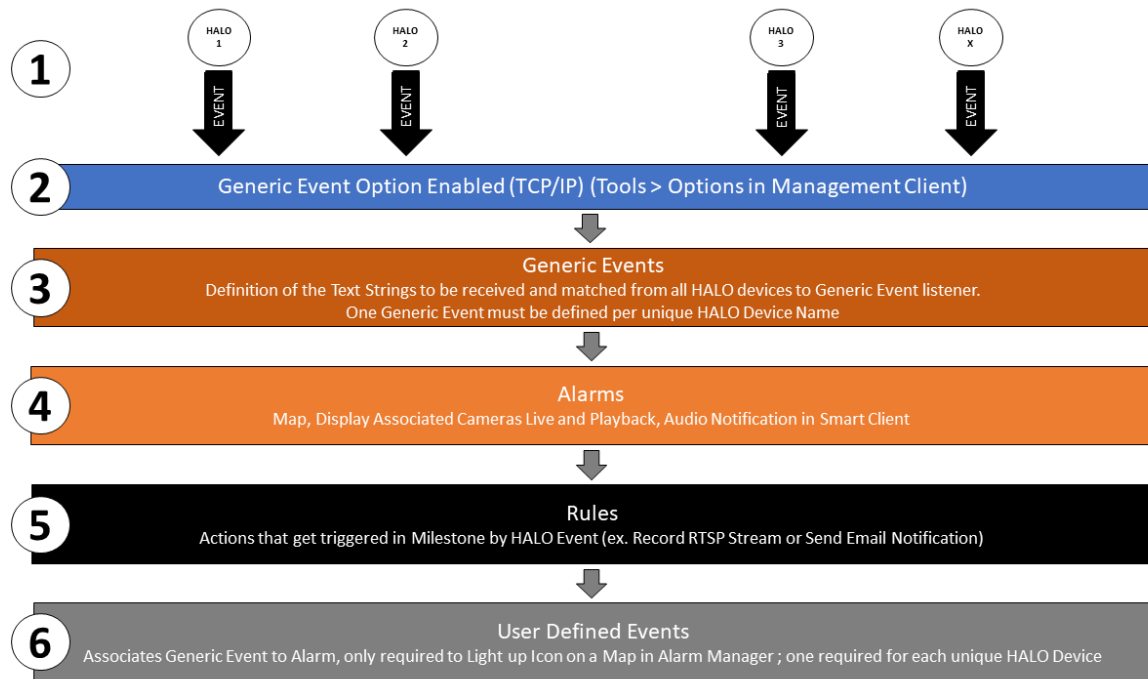 HALO
1
HALO
2
HALO
3
HALO
X
1
EVENT
EVENT
EVENT
EVENT
2
Generic Event Option Enabled (TCP/IP) (Tools > Options in Management Client)
3
Generic Events
Definition of the Text Strings to be received and matched from all HALO devices to Generic Event listener.
One Generic Event must be defined per unique HALO Device Name
4
Alarms
Map, Display Associated Cameras Live and Playback, Audio Notification in Smart Client
5
Rules
Actions that get triggered in Milestone by HALO Event (ex. Record RTSP Stream or Send Email Notification)
6
User Defined Events
Associates Generic Event to Alarm, only required to Light up Icon on a Map in Alarm Manager ; one required for each unique HALO Device